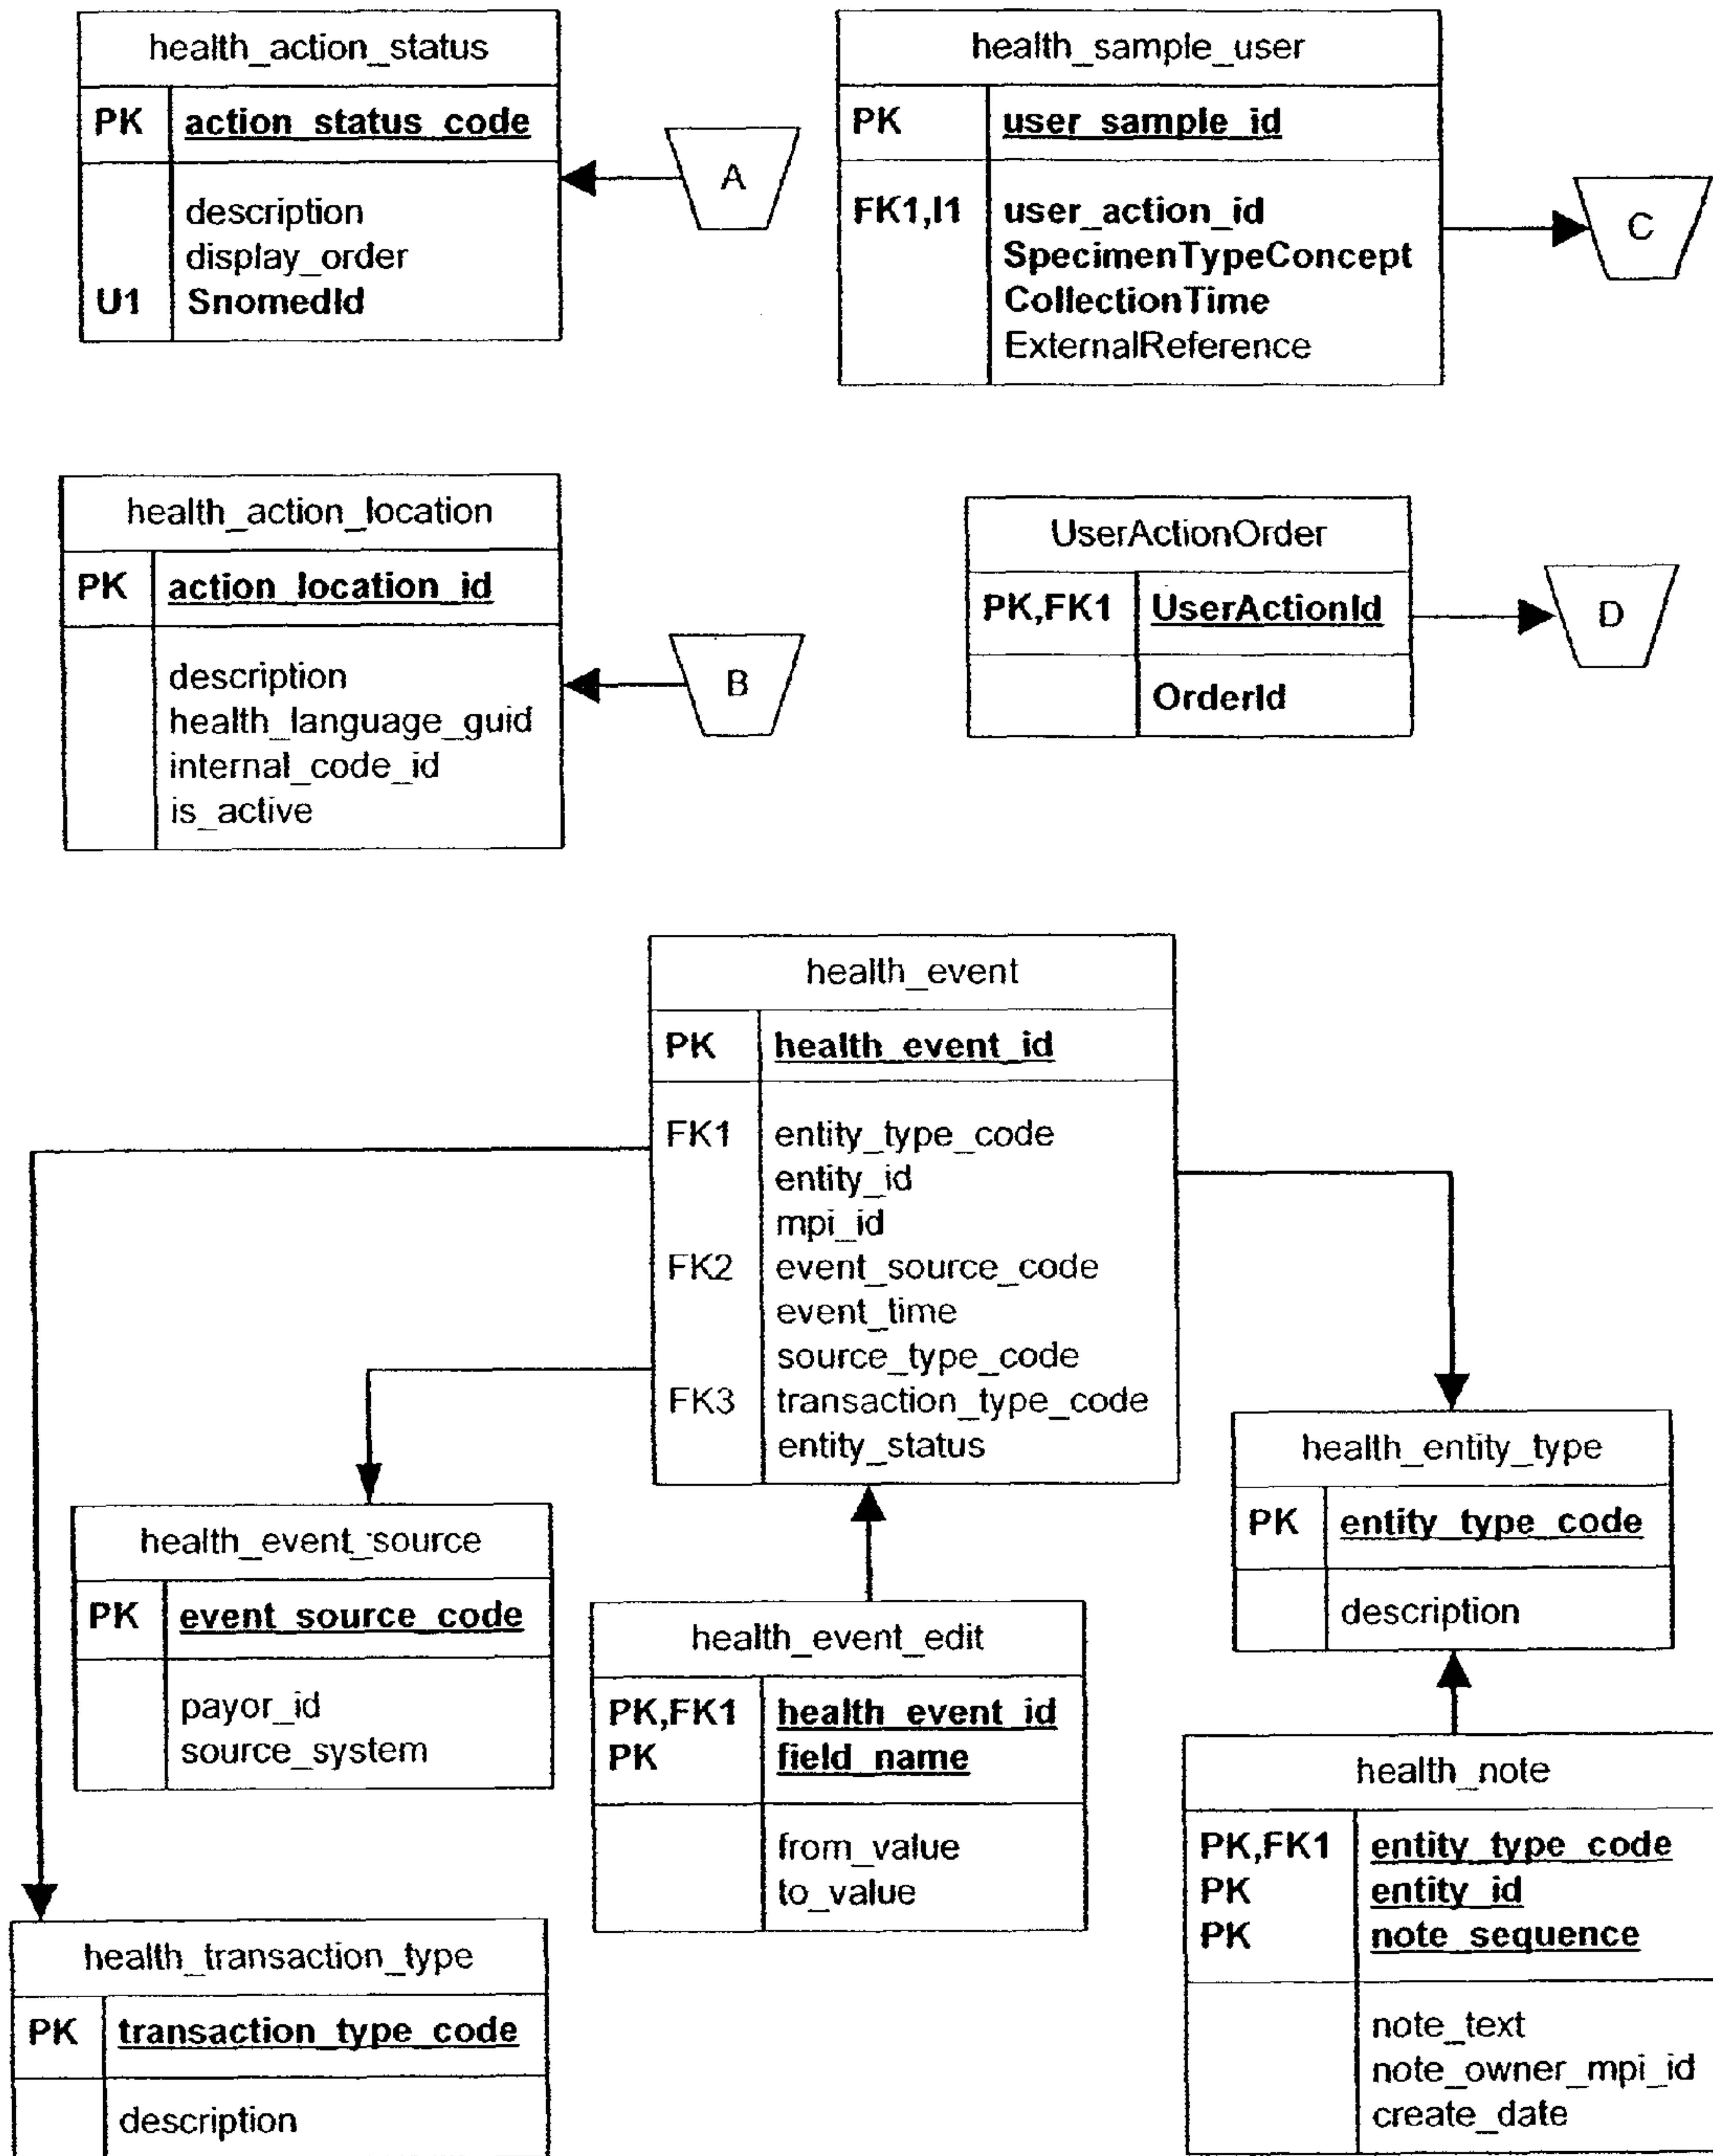 health_action_status
PK action_status_code
description
display_order
U1 SnomedId
A
health_sample_user
PK user_sample_id
FK1,I1 user_action_id
SpecimenTypeConcept
CollectionTime
ExternalReference
C
health_action_location
PK action_location_id
description
health_language_guid
internal_code_id
is_active
B
UserActionOrder
PK,FK1 UserActionId
OrderId
D
health_event
PK health_event_id
FK1 entity_type_code
entity_id
mpi_id
FK2 event_source_code
event_time
source_type_code
FK3 transaction_type_code
entity_status
health_event_source
PK event_source_code
payor_id
source_system
health_event_edit
PK,FK1 health_event_id
PK field_name
from_value
to_value
health_entity_type
PK entity_type_code
description
health_note
PK,FK1 entity_type_code
PK entity_id
PK note_sequence
note_text
note_owner_mpi_id
create_date
health_transaction_type
PK transaction_type_code
description